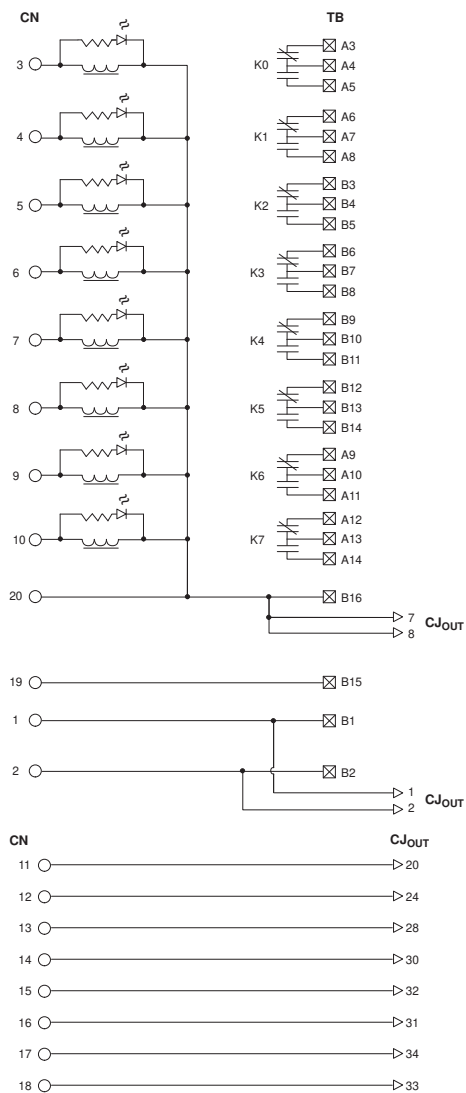 CN TB
3 K0 A3
A4
A5
4 K1 A6
A7
A8
5 K2 B3
B4
B5
6 K3 B6
B7
B8
7 K4 B9
B10
B11
8 K5 B12
B13
B14
9 K6 A9
A10
A11
10 K7 A12
A13
A14
20 B16
7
8 CJOUT
19 B15
1 B1
2 B2
1
2 CJOUT
CN CJOUT
11 20
12 24
13 28
14 30
15 32
16 31
17 34
18 33